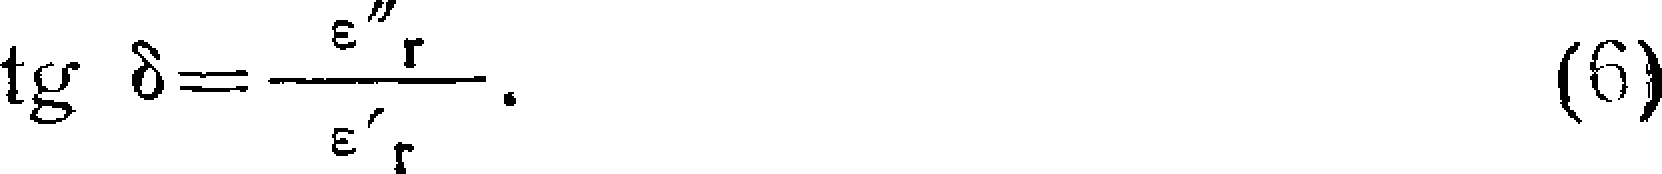 tg δ = ε″r / ε′r . (6)